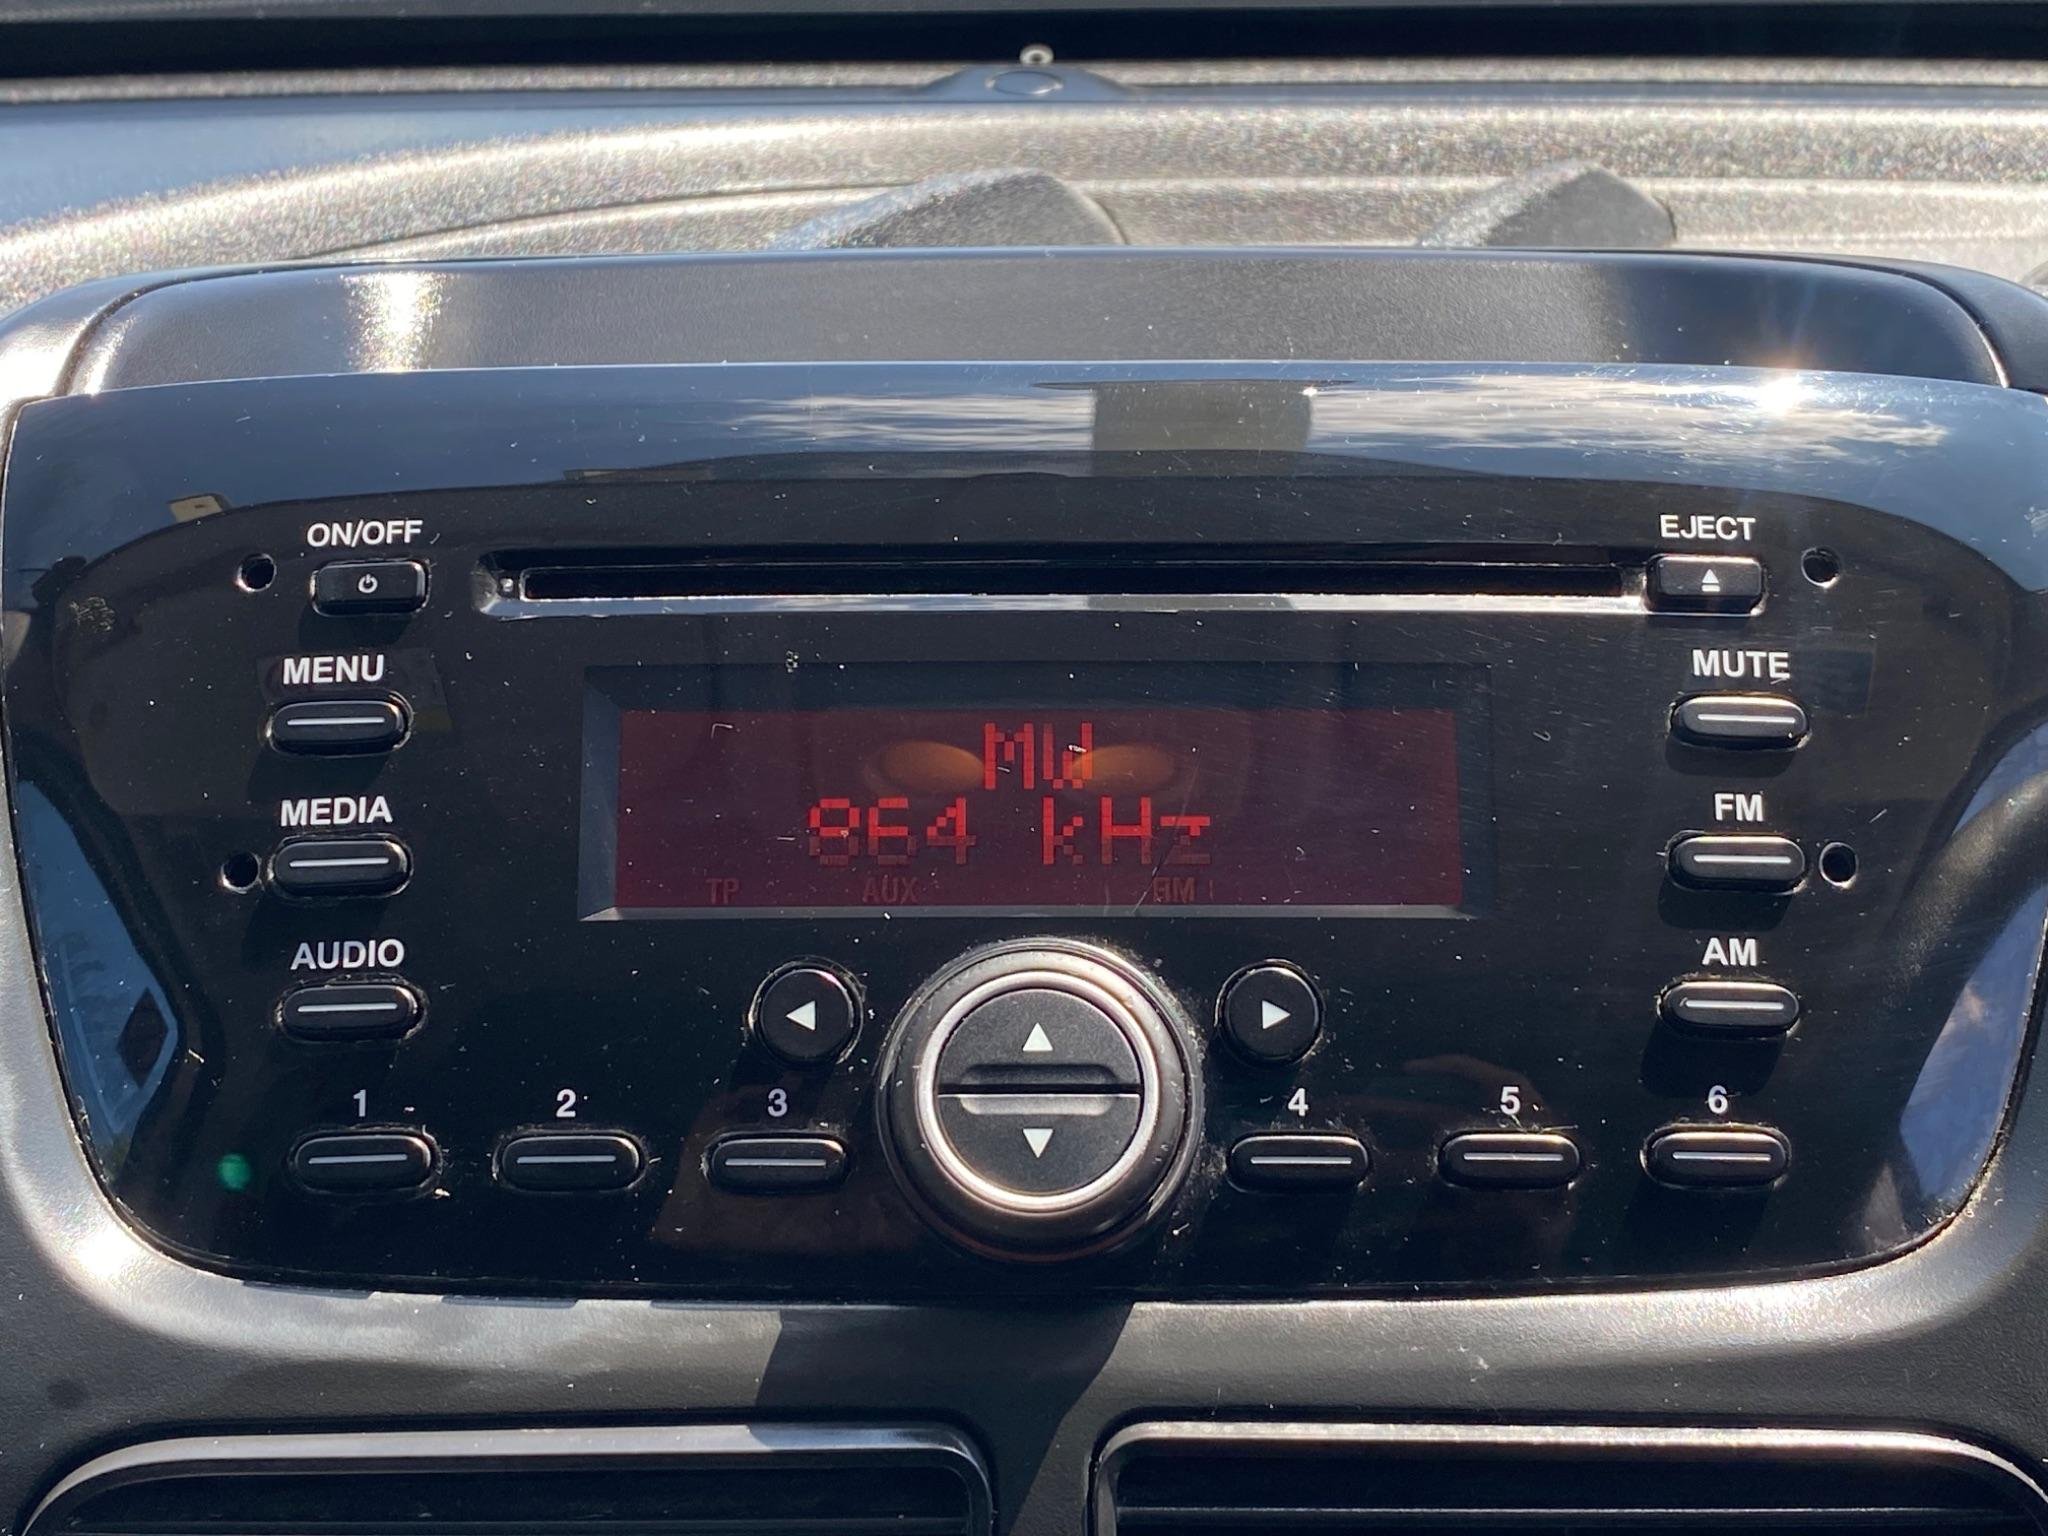 ON/OFF
EJECT
MENU
MUTE
MW
MEDIA
864 kHz
FM
TP AUX
AUDIO
AM
1 2 3 4 5 6